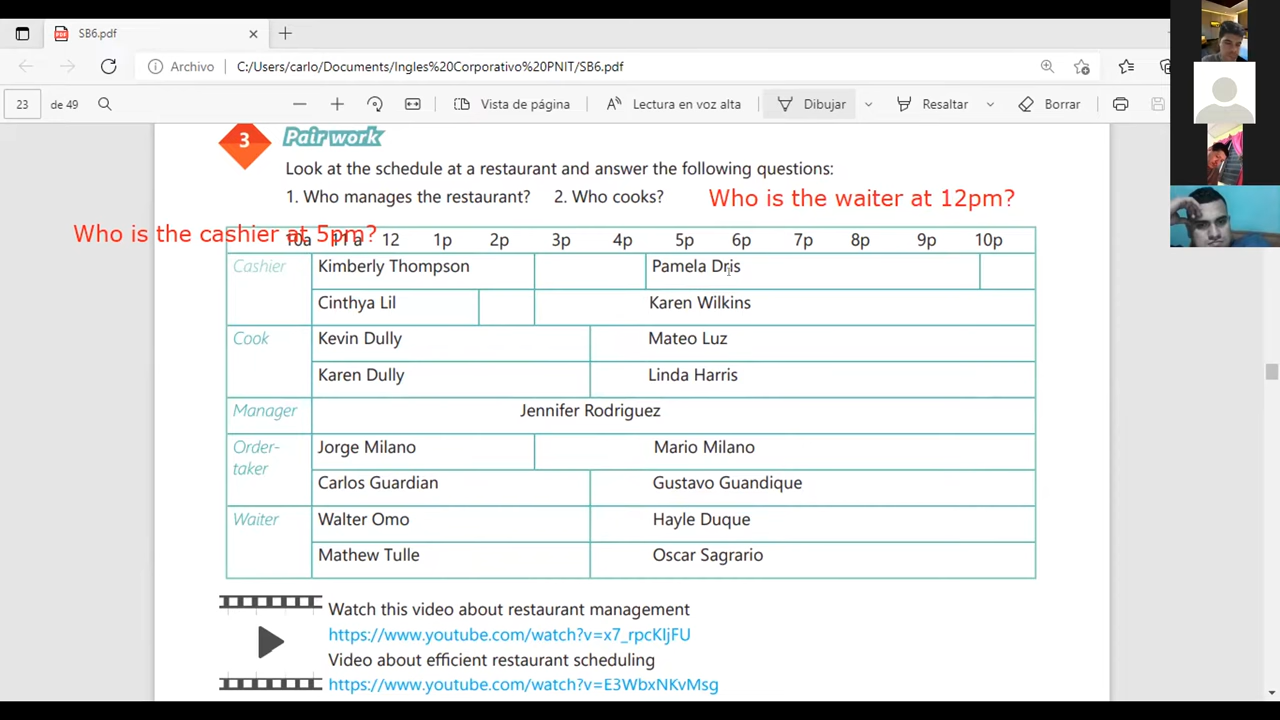 SB6.pdf
Archivo C:/Users/carlo/Documents/Ingles%20Corporativo%20PNIT/SB6.pdf
23 de 49 Vista de página Lectura en voz alta Dibujar Resaltar Borrar
3 Pair work
Look at the schedule at a restaurant and answer the following questions:
1. Who manages the restaurant? 2. Who cooks? Who is the waiter at 12pm?
Who is the cashier at 5pm?
10a 11a 12 1p 2p 3p 4p 5p 6p 7p 8p 9p 10p
Cashier Kimberly Thompson Pamela Dris
Cinthya Lil Karen Wilkins
Cook Kevin Dully Mateo Luz
Karen Dully Linda Harris
Manager Jennifer Rodriguez
Order- Jorge Milano Mario Milano
taker
Carlos Guardian Gustavo Guandique
Waiter Walter Omo Hayle Duque
Mathew Tulle Oscar Sagrario
Watch this video about restaurant management
https://www.youtube.com/watch?v=x7_rpcKIjFU
Video about efficient restaurant scheduling
https://www.youtube.com/watch?v=E3WbxNKvMsg